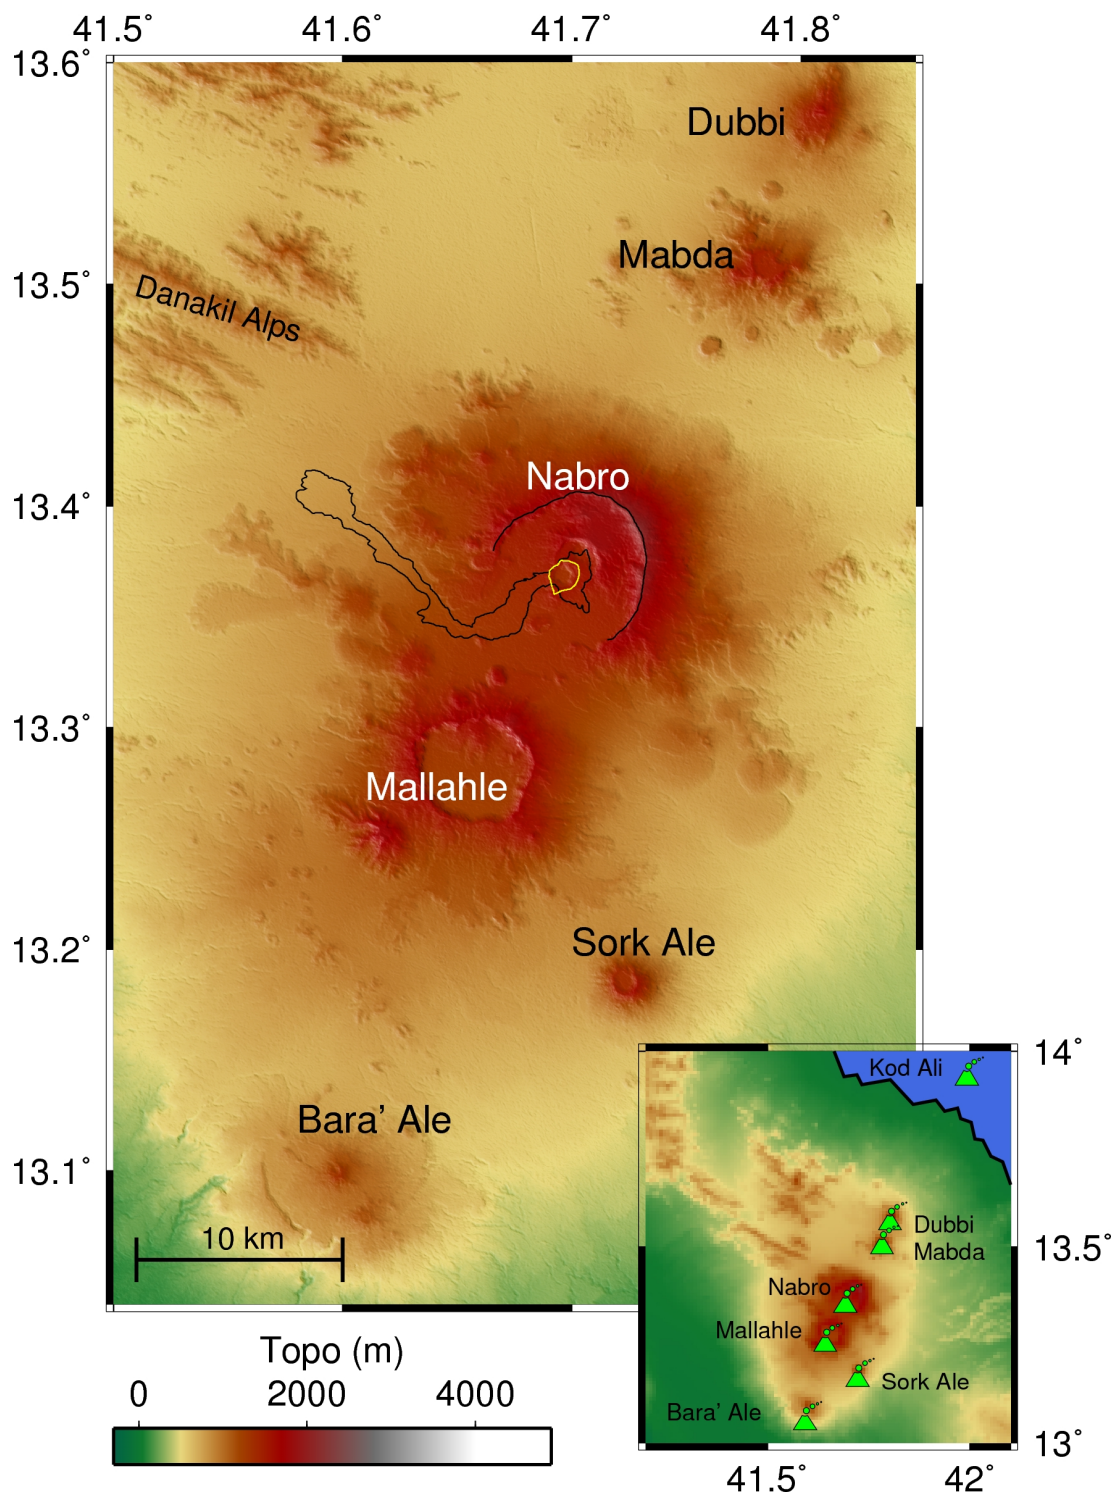 41.5˚ 41.6˚ 41.7˚ 41.8˚
13.6˚
Dubbi
Mabda
13.5˚
Danakil Alps
Nabro
13.4˚
13.3˚
Mallahle
Sork Ale
13.2˚
Bara’ Ale
13.1˚
10 km
Topo (m)
0 2000 4000
14˚
Kod Ali
Dubbi
Mabda
13.5˚
Nabro
Mallahle
Sork Ale
Bara’ Ale
13˚
41.5˚ 42˚